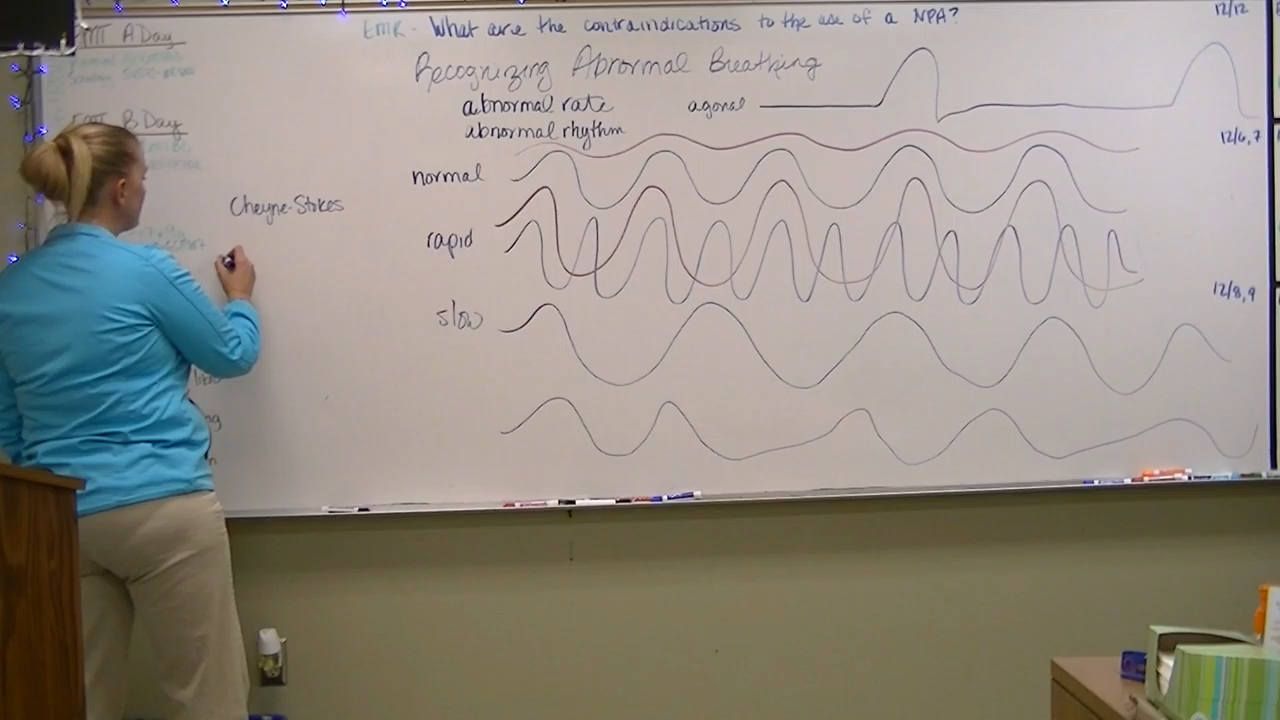 EMR - What are the contraindications to the use of a NPA?
12/12
EMT A Day
Recognizing Abnormal Breathing
abnormal rate
agonal
EMT B Day
abnormal rhythm
12/6,7
normal
Cheyne-Stokes
rapid
12/8,9
slow